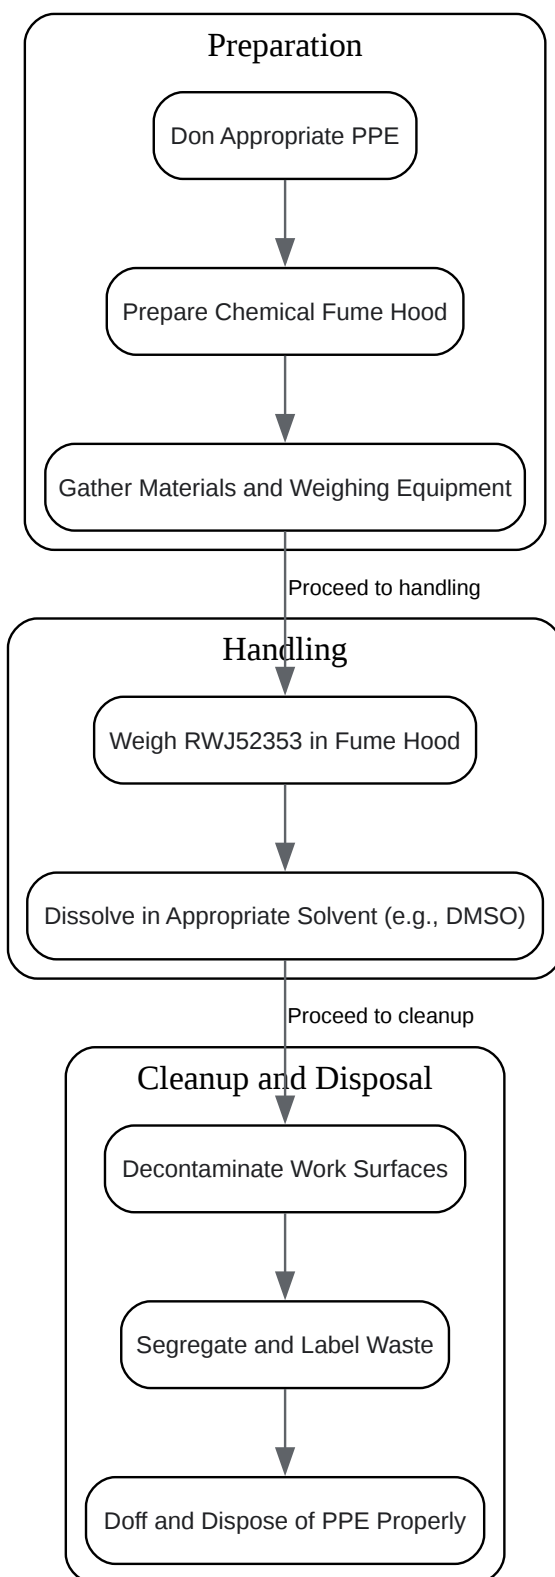 Preparation
Don Appropriate PPE
Prepare Chemical Fume Hood
Gather Materials and Weighing Equipment
Proceed to handling
Handling
Weigh RWJ52353 in Fume Hood
Dissolve in Appropriate Solvent (e.g., DMSO)
Proceed to cleanup
Cleanup and Disposal
Decontaminate Work Surfaces
Segregate and Label Waste
Doff and Dispose of PPE Properly